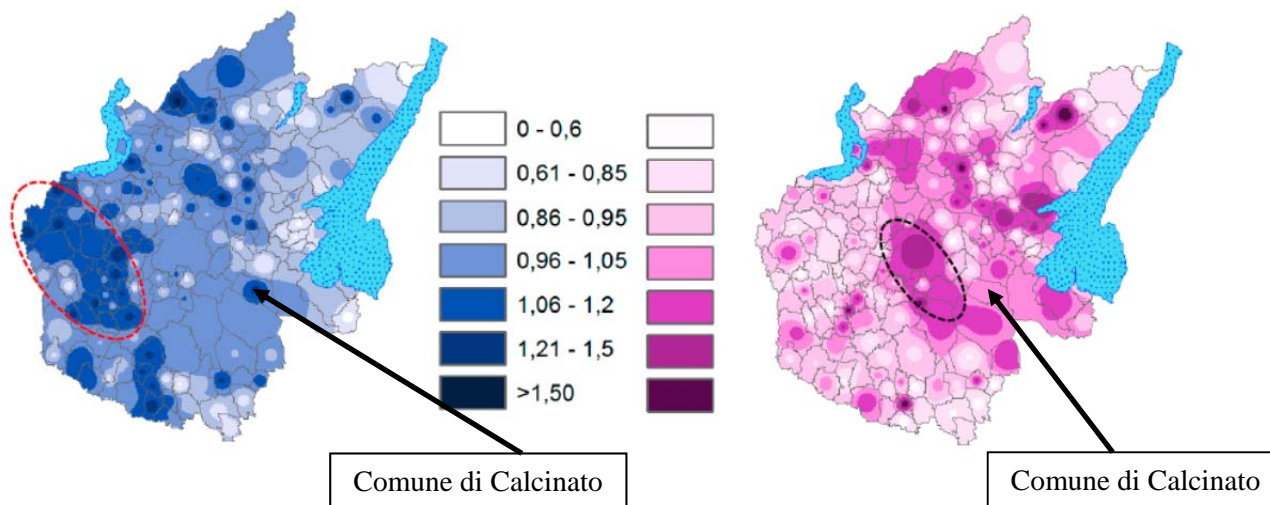 0 - 0,6
0,61 - 0,85
0,86 - 0,95
0,96 - 1,05
1,06 - 1,2
1,21 - 1,5
>1,50
Comune di Calcinato
Comune di Calcinato